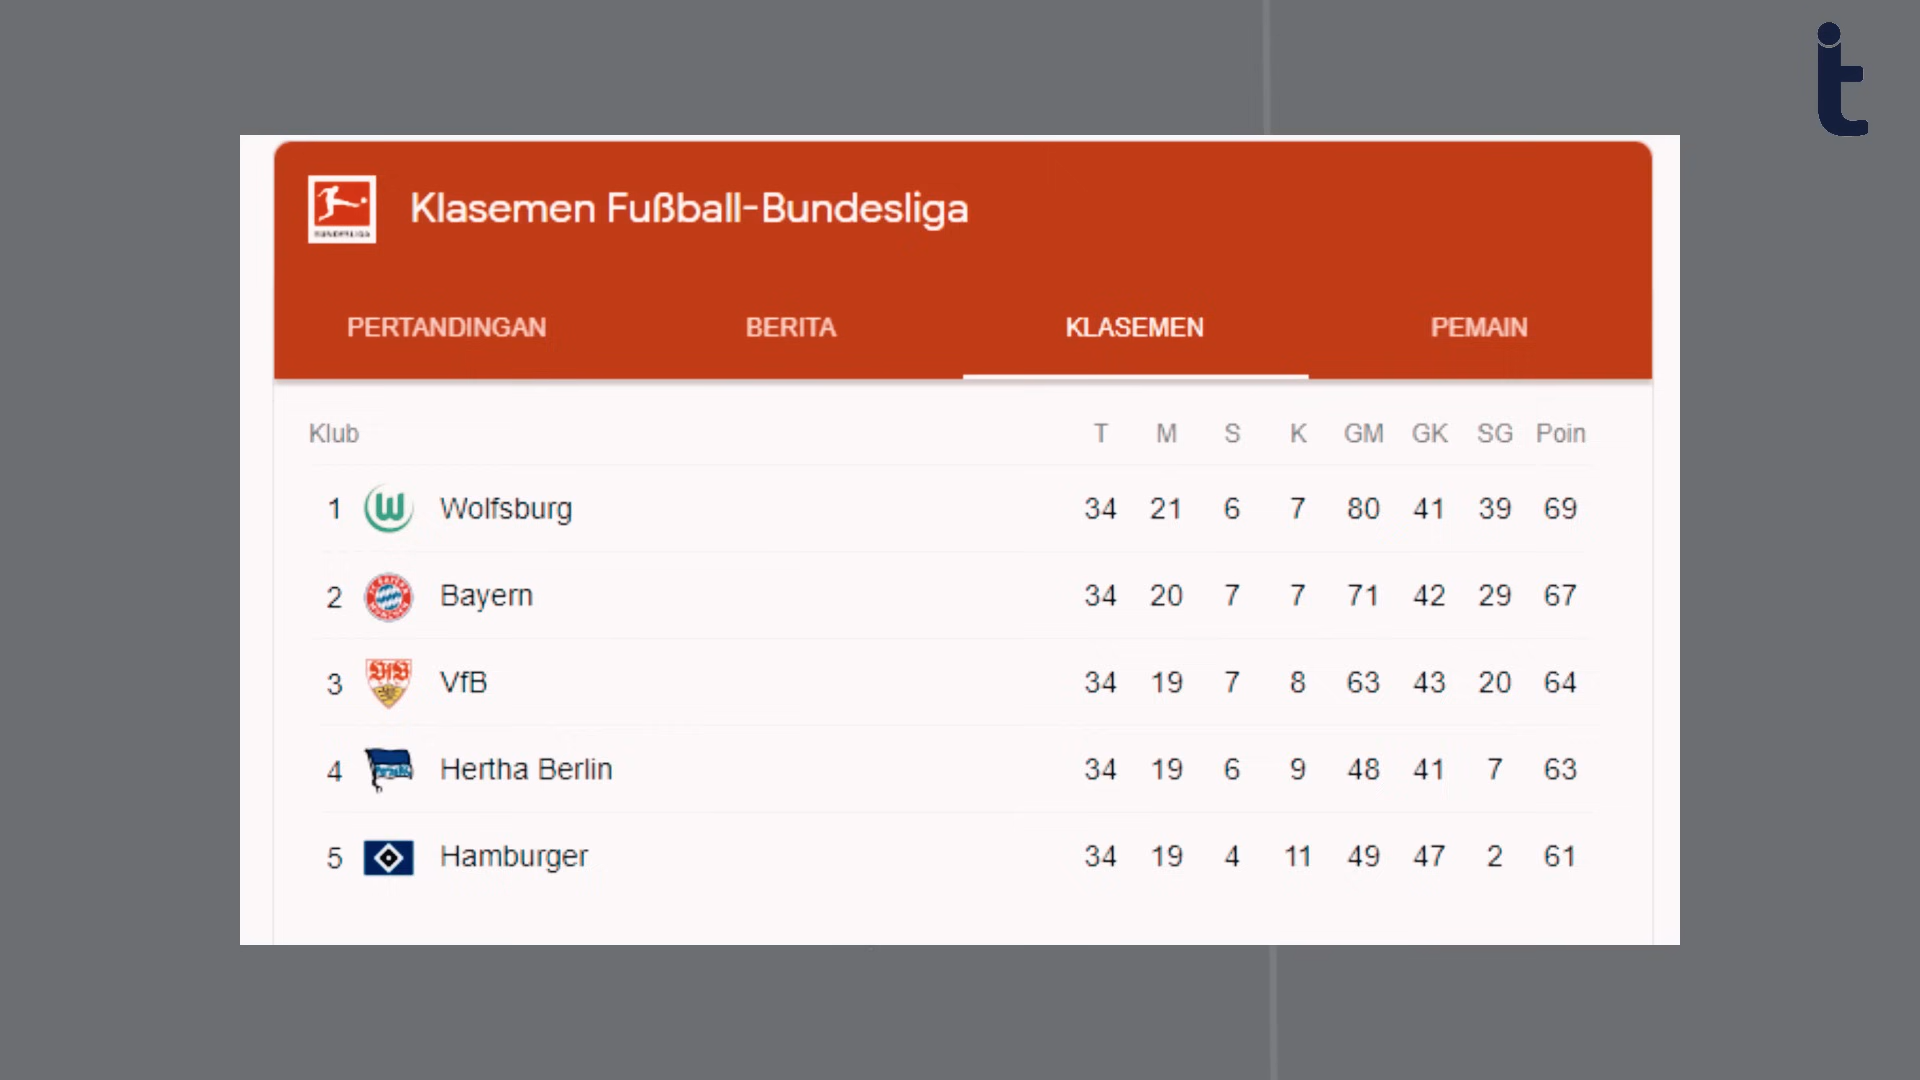 Klasemen Fußball-Bundesliga
PERTANDINGAN BERITA KLASEMEN PEMAIN
Klub T M S K GM GK SG Poin
1 Wolfsburg 34 21 6 7 80 41 39 69
2 Bayern 34 20 7 7 71 42 29 67
3 VfB 34 19 7 8 63 43 20 64
4 Hertha Berlin 34 19 6 9 48 41 7 63
5 Hamburger 34 19 4 11 49 47 2 61